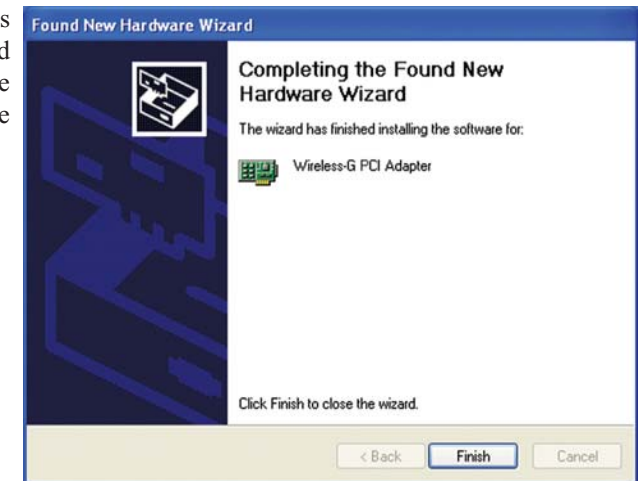 s
d
e
e
Found New Hardware Wizard
Completing the Found New
Hardware Wizard
The wizard has finished installing the software for:
Wireless-G PCI Adapter
Click Finish to close the wizard.
< Back Finish Cancel